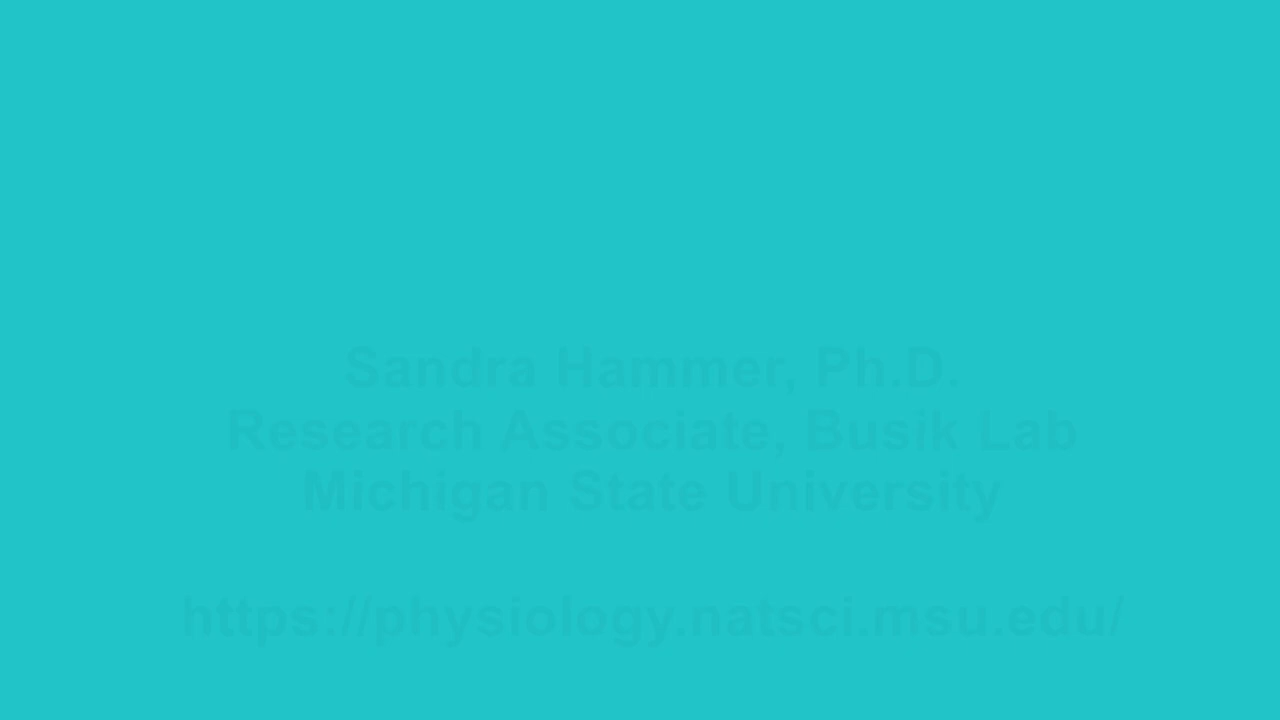 Sandra Hammer, Ph.D.
Research Associate, Busik Lab
Michigan State University
https://physiology.natsci.msu.edu/